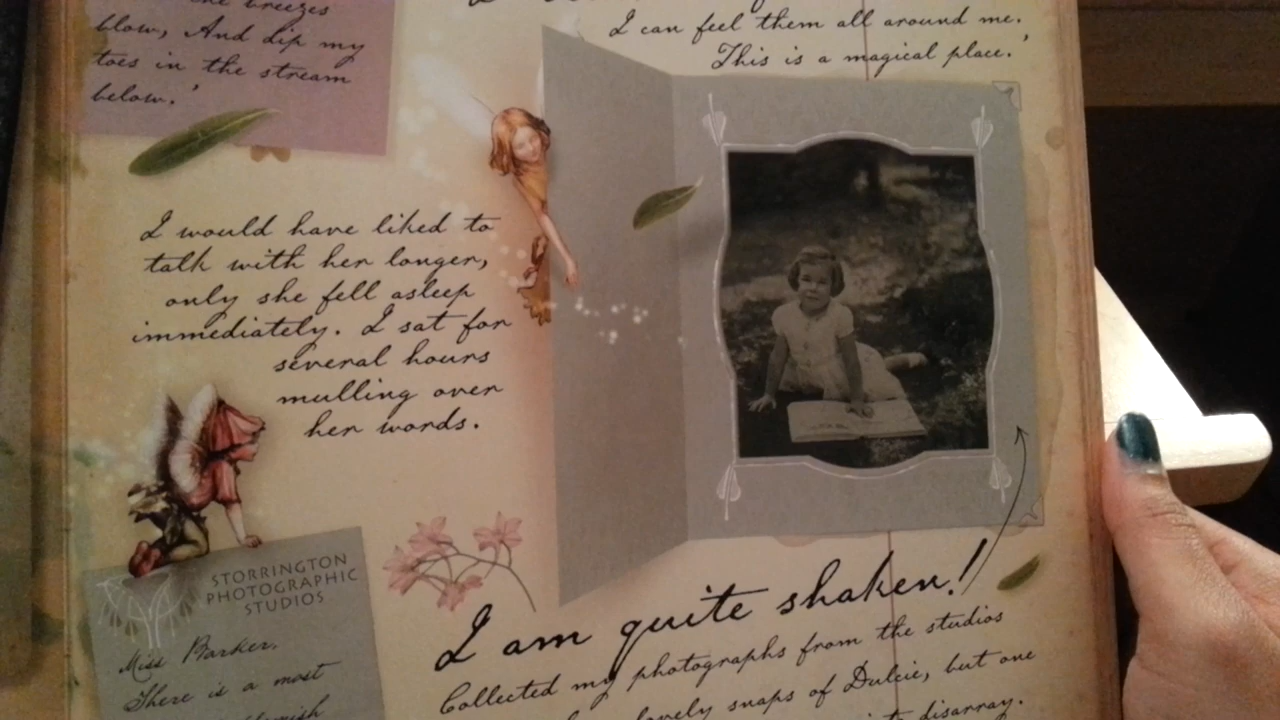 the breezes
blow, And dip my
toes in the stream
below.'
I can feel them all around me.
This is a magical place.'
I would have liked to
talk with her longer,
only she fell asleep
immediately. I sat for
several hours
mulling over
her words.
STORRINGTON
PHOTOGRAPHIC
STUDIOS
Miss Barker,
There is a most
I am quite shaken!
Collected my photographs from the studios
lovely snaps of Dulcie, but one
disarray.